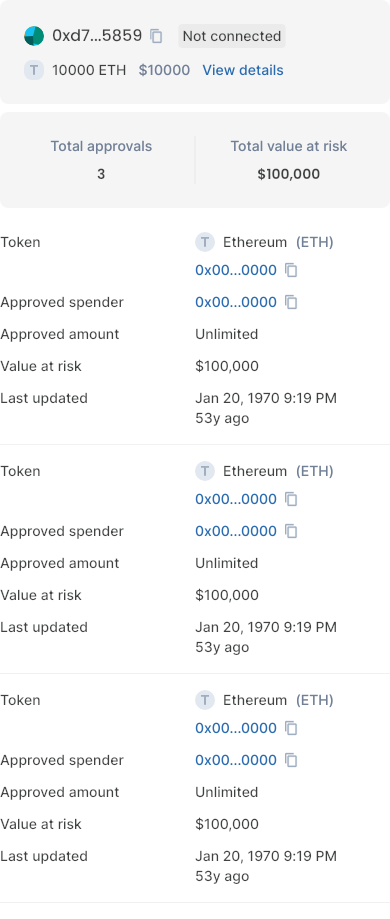 0xd7...5859 Not connected
T 10000 ETH $10000 View details
Total approvals Total value at risk
3 $100,000
Token T Ethereum (ETH)
0x00...0000
Approved spender 0x00...0000
Approved amount Unlimited
Value at risk $100,000
Last updated Jan 20, 1970 9:19 PM
53y ago
Token T Ethereum (ETH)
0x00...0000
Approved spender 0x00...0000
Approved amount Unlimited
Value at risk $100,000
Last updated Jan 20, 1970 9:19 PM
53y ago
Token T Ethereum (ETH)
0x00...0000
Approved spender 0x00...0000
Approved amount Unlimited
Value at risk $100,000
Last updated Jan 20, 1970 9:19 PM
53y ago